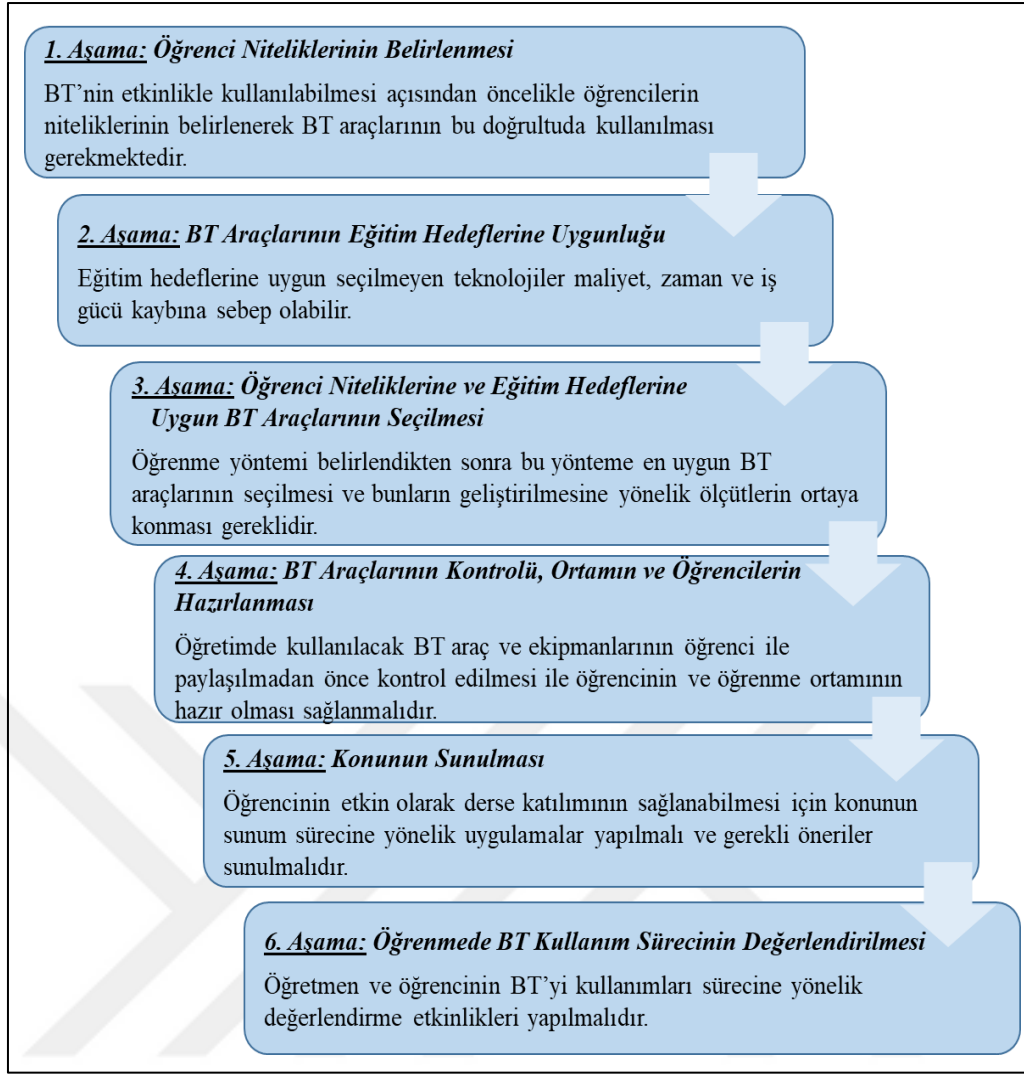 1. Aşama: Öğrenci Niteliklerinin Belirlenmesi
BT’nin etkinlikle kullanılabilmesi açısından öncelikle öğrencilerin
niteliklerinin belirlenerek BT araçlarının bu doğrultuda kullanılması
gerekmektedir.
2. Aşama: BT Araçlarının Eğitim Hedeflerine Uygunluğu
Eğitim hedeflerine uygun seçilmeyen teknolojiler maliyet, zaman ve iş
gücü kaybına sebep olabilir.
3. Aşama: Öğrenci Niteliklerine ve Eğitim Hedeflerine
Uygun BT Araçlarının Seçilmesi
Öğrenme yöntemi belirlendikten sonra bu yönteme en uygun BT
araçlarının seçilmesi ve bunların geliştirilmesine yönelik ölçütlerin ortaya
konması gereklidir.
4. Aşama: BT Araçlarının Kontrolü, Ortamın ve Öğrencilerin
Hazırlanması
Öğretimde kullanılacak BT araç ve ekipmanlarının öğrenci ile
paylaşılmadan önce kontrol edilmesi ile öğrencinin ve öğrenme ortamının
hazır olması sağlanmalıdır.
5. Aşama: Konunun Sunulması
Öğrencinin etkin olarak derse katılımının sağlanabilmesi için konunun
sunum sürecine yönelik uygulamalar yapılmalı ve gerekli öneriler
sunulmalıdır.
6. Aşama: Öğrenmede BT Kullanım Sürecinin Değerlendirilmesi
Öğretmen ve öğrencinin BT’yi kullanımları sürecine yönelik
değerlendirme etkinlikleri yapılmalıdır.